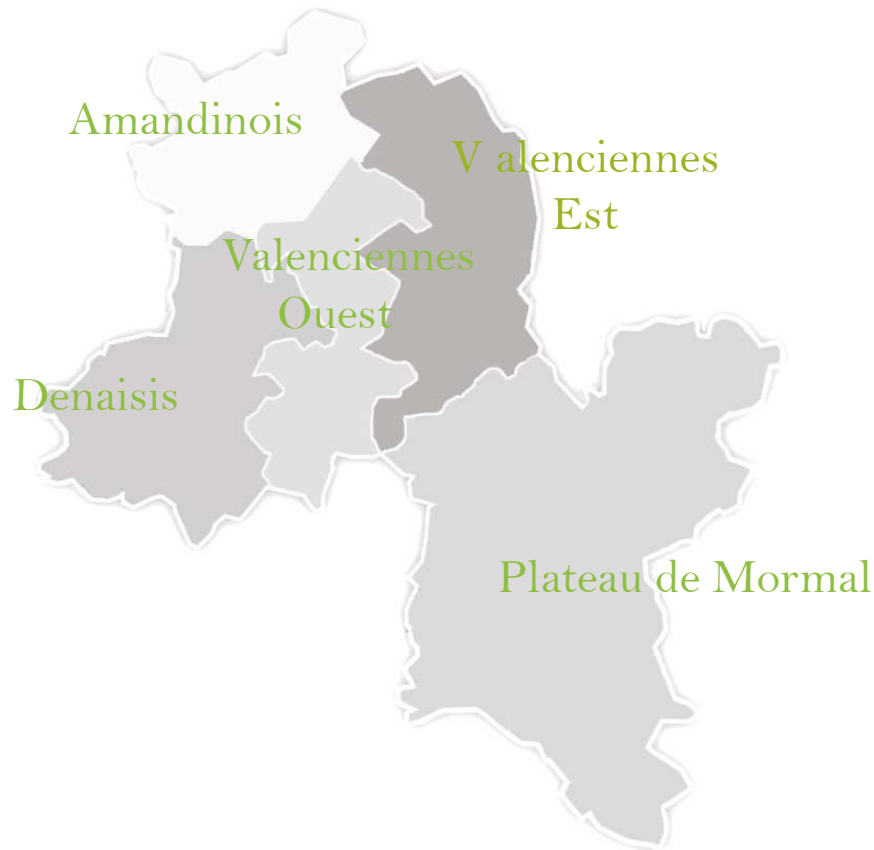 Amandinois
V alenciennes
Est
Valenciennes
Ouest
Denaisis
Plateau de Mormal